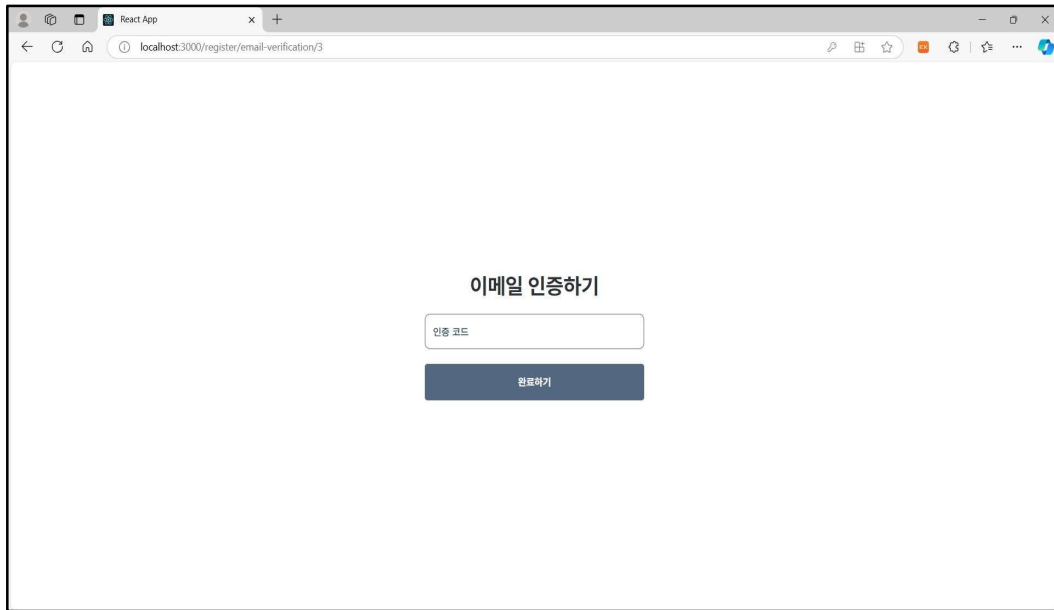 React App
localhost:3000/register/email-verification/3
이메일 인증하기
인증 코드
완료하기